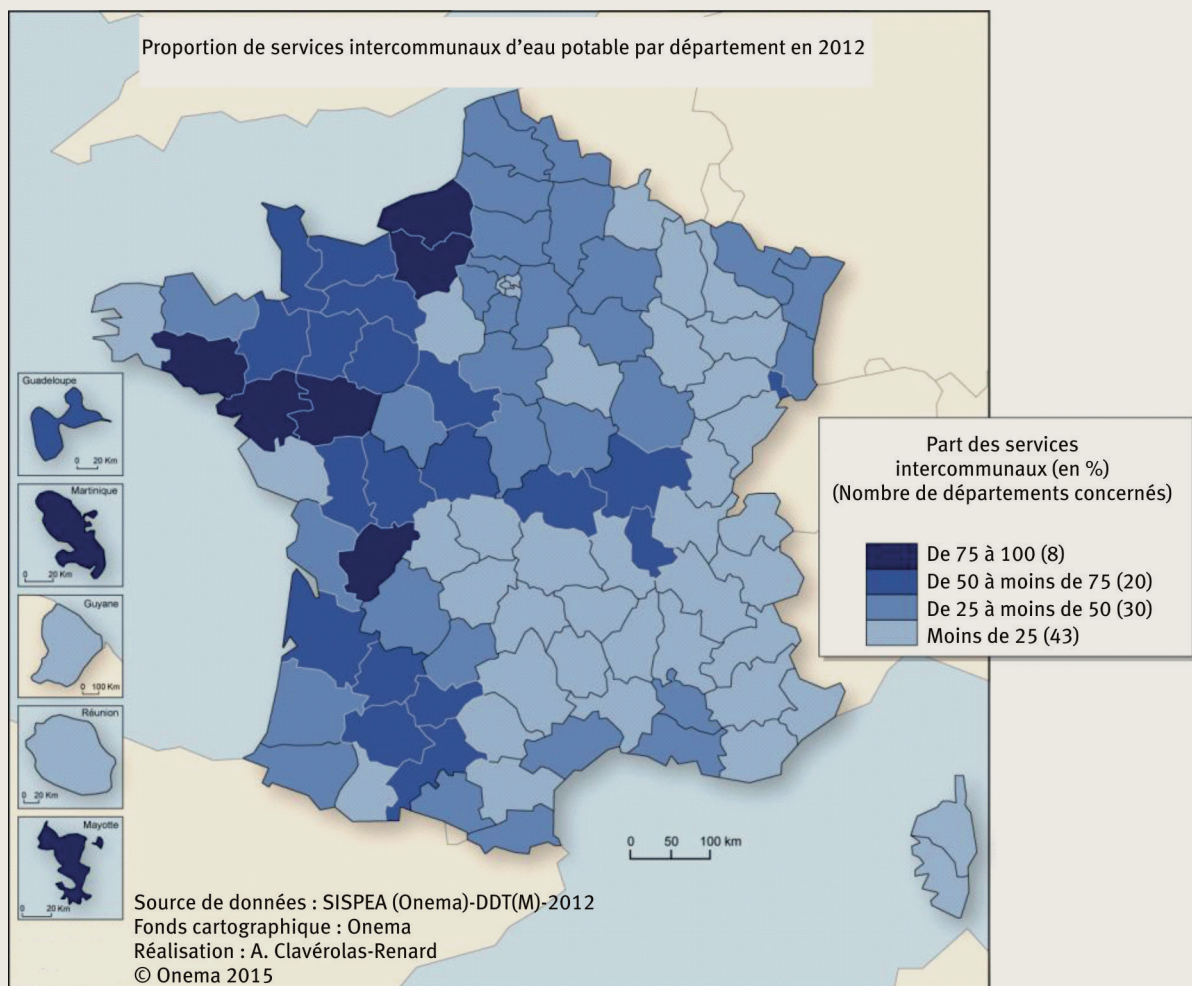 Proportion de services intercommunaux d’eau potable par département en 2012
Guadeloupe
0 20 Km
Martinique
0 20 Km
Guyane
0 100 Km
Réunion
0 20 Km
Mayotte
0 20 Km
Part des services
intercommunaux (en %)
(Nombre de départements concernés)
De 75 à 100 (8)
De 50 à moins de 75 (20)
De 25 à moins de 50 (30)
Moins de 25 (43)
0 50 100 km
Source de données : SISPEA (Onema)-DDT(M)-2012
Fonds cartographique : Onema
Réalisation : A. Clavérolas-Renard
© Onema 2015